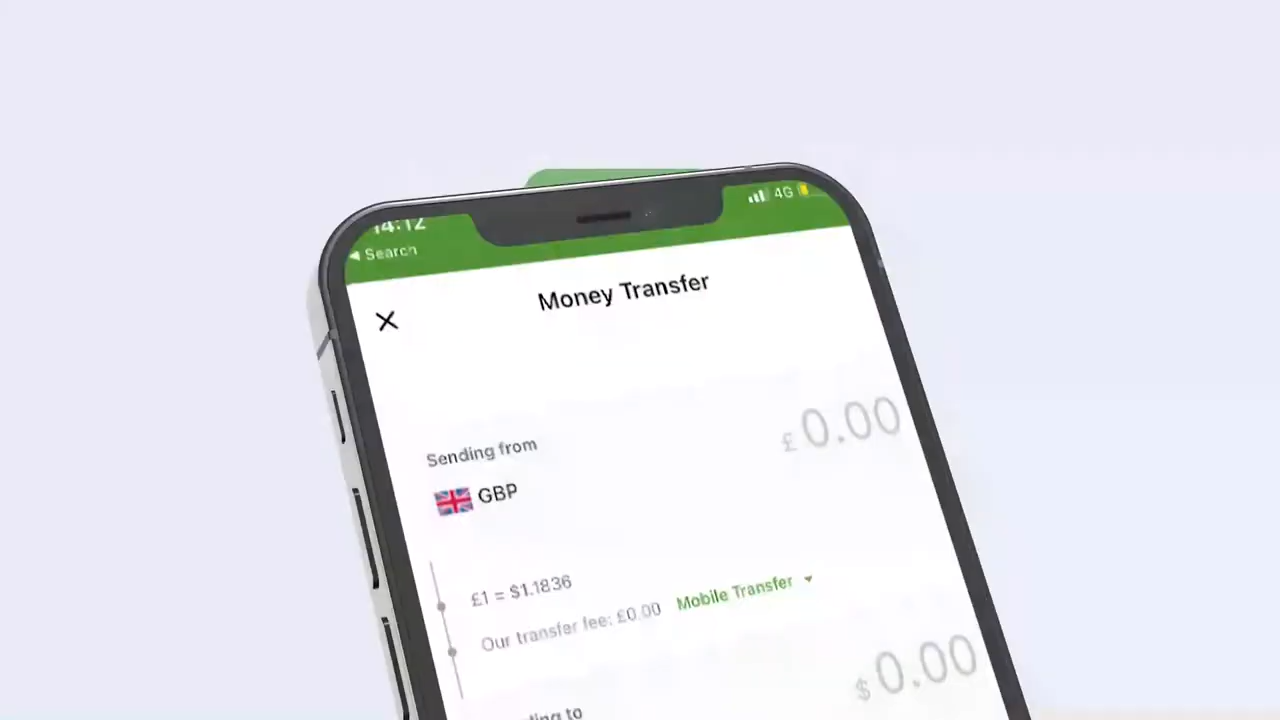 14:12
4G
Search
Money Transfer
Sending from
£ 0.00
GBP
£1 = $1.1836
Our transfer fee: £0.00 Mobile Transfer
$ 0.00
to